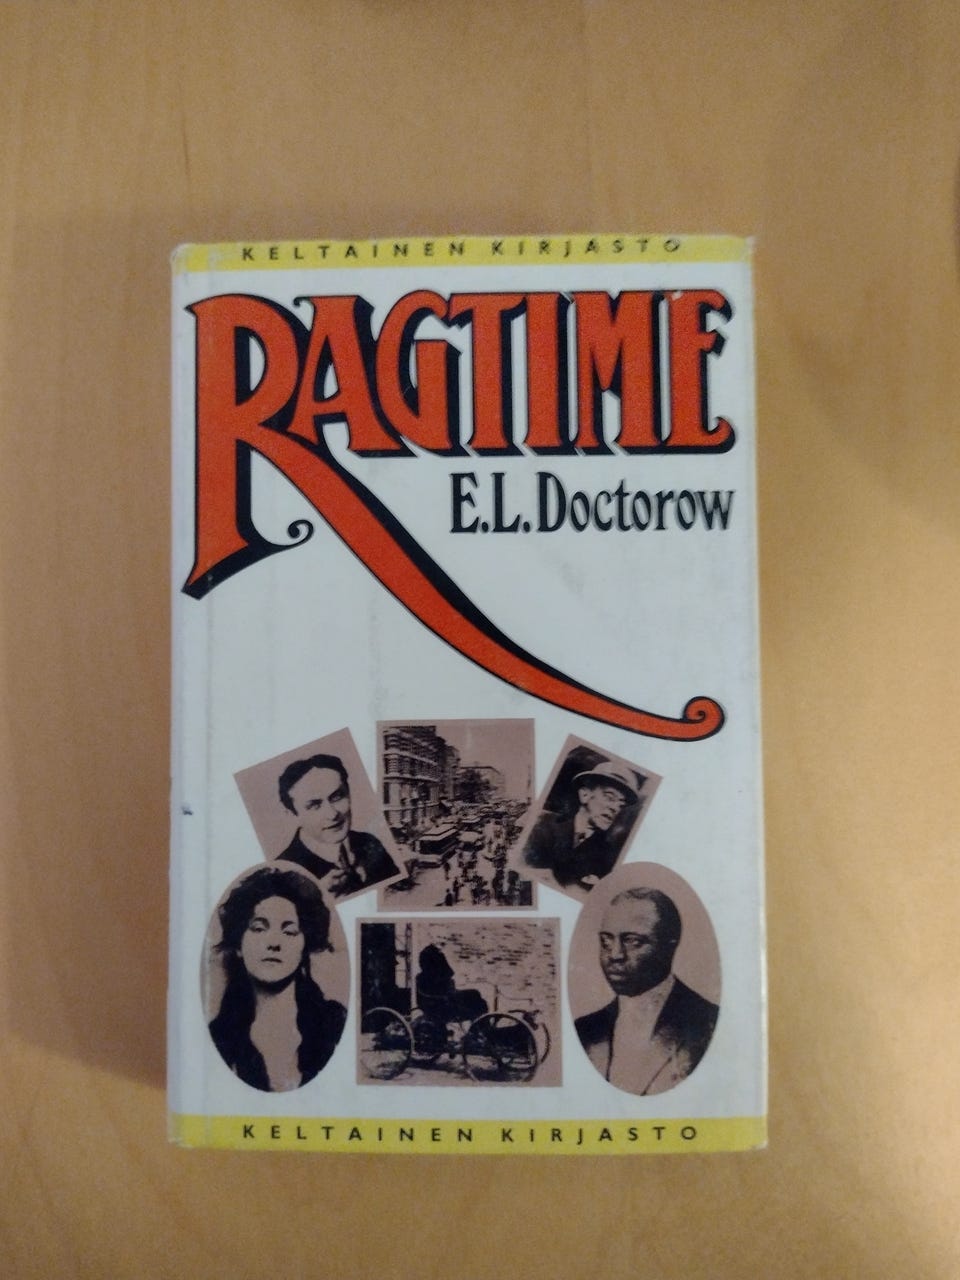 KELTAINEN KIRJASTO
RAGTIME
E.L. Doctorow
KELTAINEN KIRJASTO